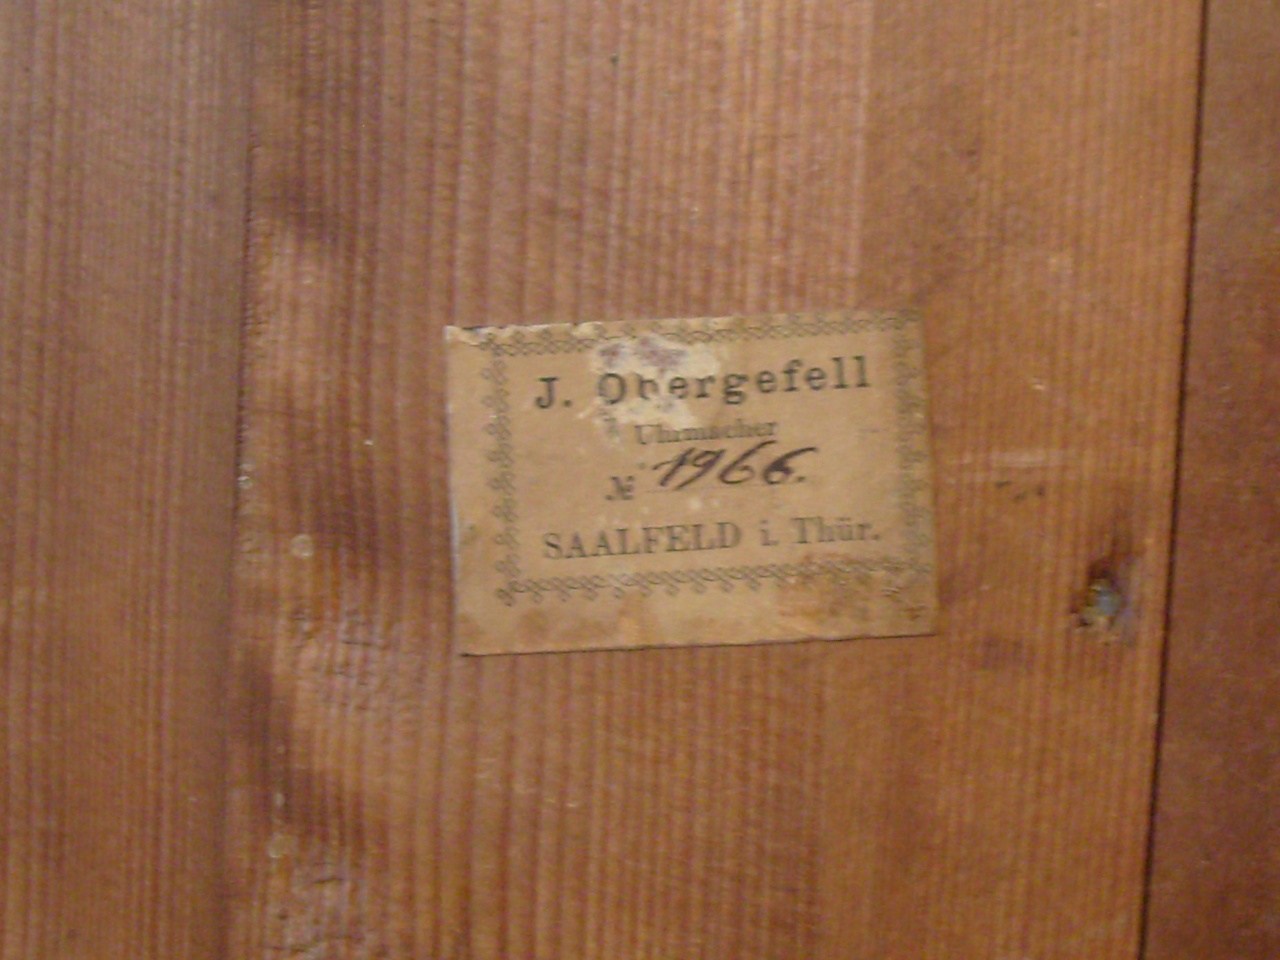 J. Obergefell
Uhrmacher
№ 1966.
SAALFELD i. Thür.